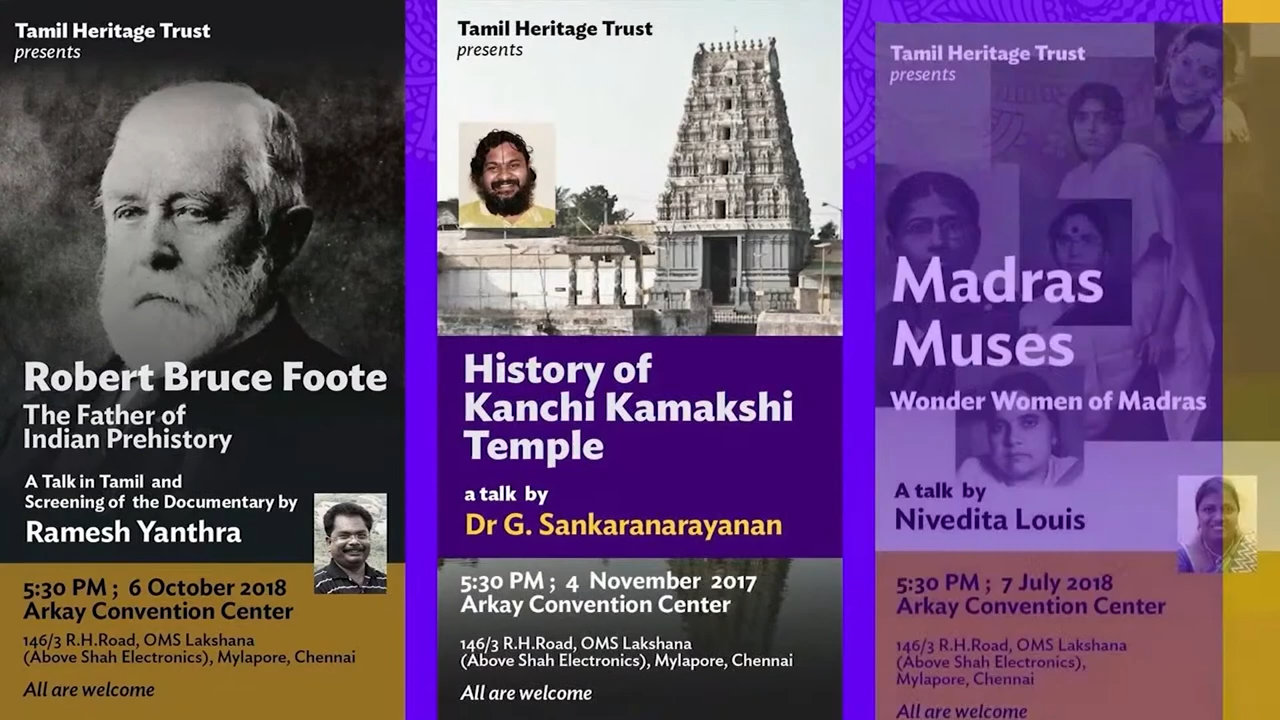 Tamil Heritage Trust
presents
Robert Bruce Foote
The Father of
Indian Prehistory
A Talk in Tamil and
Screening of the Documentary by
Ramesh Yanthra
5:30 PM ; 6 October 2018
Arkay Convention Center
146/3 R.H.Road, OMS Lakshana
(Above Shah Electronics), Mylapore, Chennai
All are welcome
Tamil Heritage Trust
presents
History of
Kanchi Kamakshi
Temple
a talk by
Dr G. Sankaranarayanan
5:30 PM ; 4 November 2017
Arkay Convention Center
146/3 R.H.Road, OMS Lakshana
(Above Shah Electronics), Mylapore, Chennai
All are welcome
Tamil Heritage Trust
presents
Madras
Muses
Wonder Women of Madras
A talk by
Nivedita Louis
5:30 PM ; 7 July 2018
Arkay Convention Center
146/3 R.H.Road, OMS Lakshana
(Above Shah Electronics),
Mylapore, Chennai
All are welcome